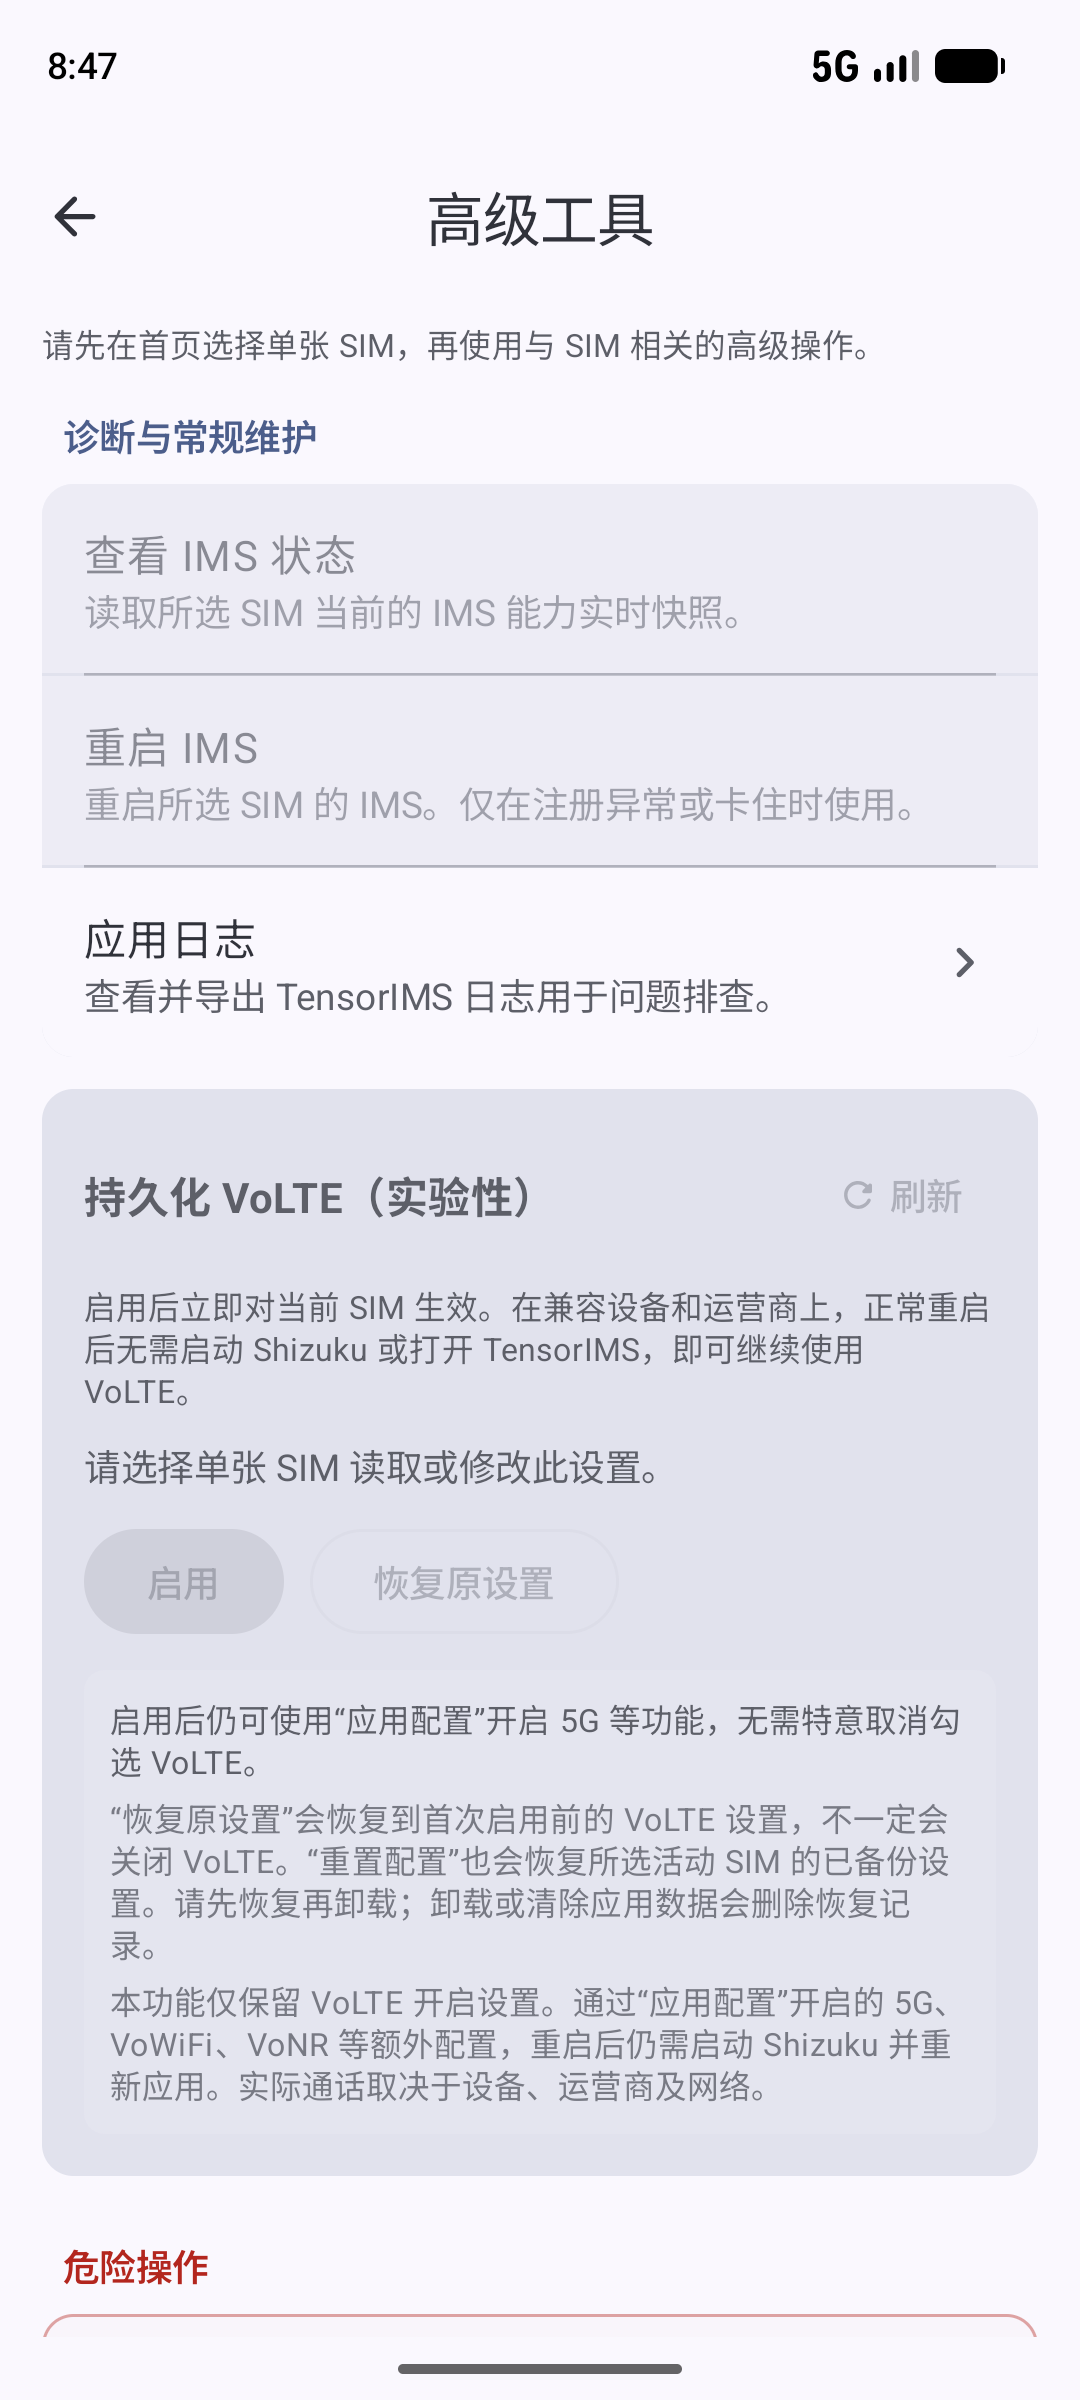 8:47
5G
高级工具
请先在首页选择单张 SIM，再使用与 SIM 相关的高级操作。
诊断与常规维护
查看 IMS 状态
读取所选 SIM 当前的 IMS 能力实时快照。
重启 IMS
重启所选 SIM 的 IMS。仅在注册异常或卡住时使用。
应用日志
查看并导出 TensorIMS 日志用于问题排查。
持久化 VoLTE（实验性）
刷新
启用后立即对当前 SIM 生效。在兼容设备和运营商上，正常重启
后无需启动 Shizuku 或打开 TensorIMS，即可继续使用
VoLTE。
请选择单张 SIM 读取或修改此设置。
启用
恢复原设置
启用后仍可使用“应用配置”开启 5G 等功能，无需特意取消勾
选 VoLTE。
“恢复原设置”会恢复到首次启用前的 VoLTE 设置，不一定会
关闭 VoLTE。“重置配置”也会恢复所选活动 SIM 的已备份设
置。请先恢复再卸载；卸载或清除应用数据会删除恢复记
录。
本功能仅保留 VoLTE 开启设置。通过“应用配置”开启的 5G、
VoWiFi、VoNR 等额外配置，重启后仍需启动 Shizuku 并重
新应用。实际通话取决于设备、运营商及网络。
危险操作